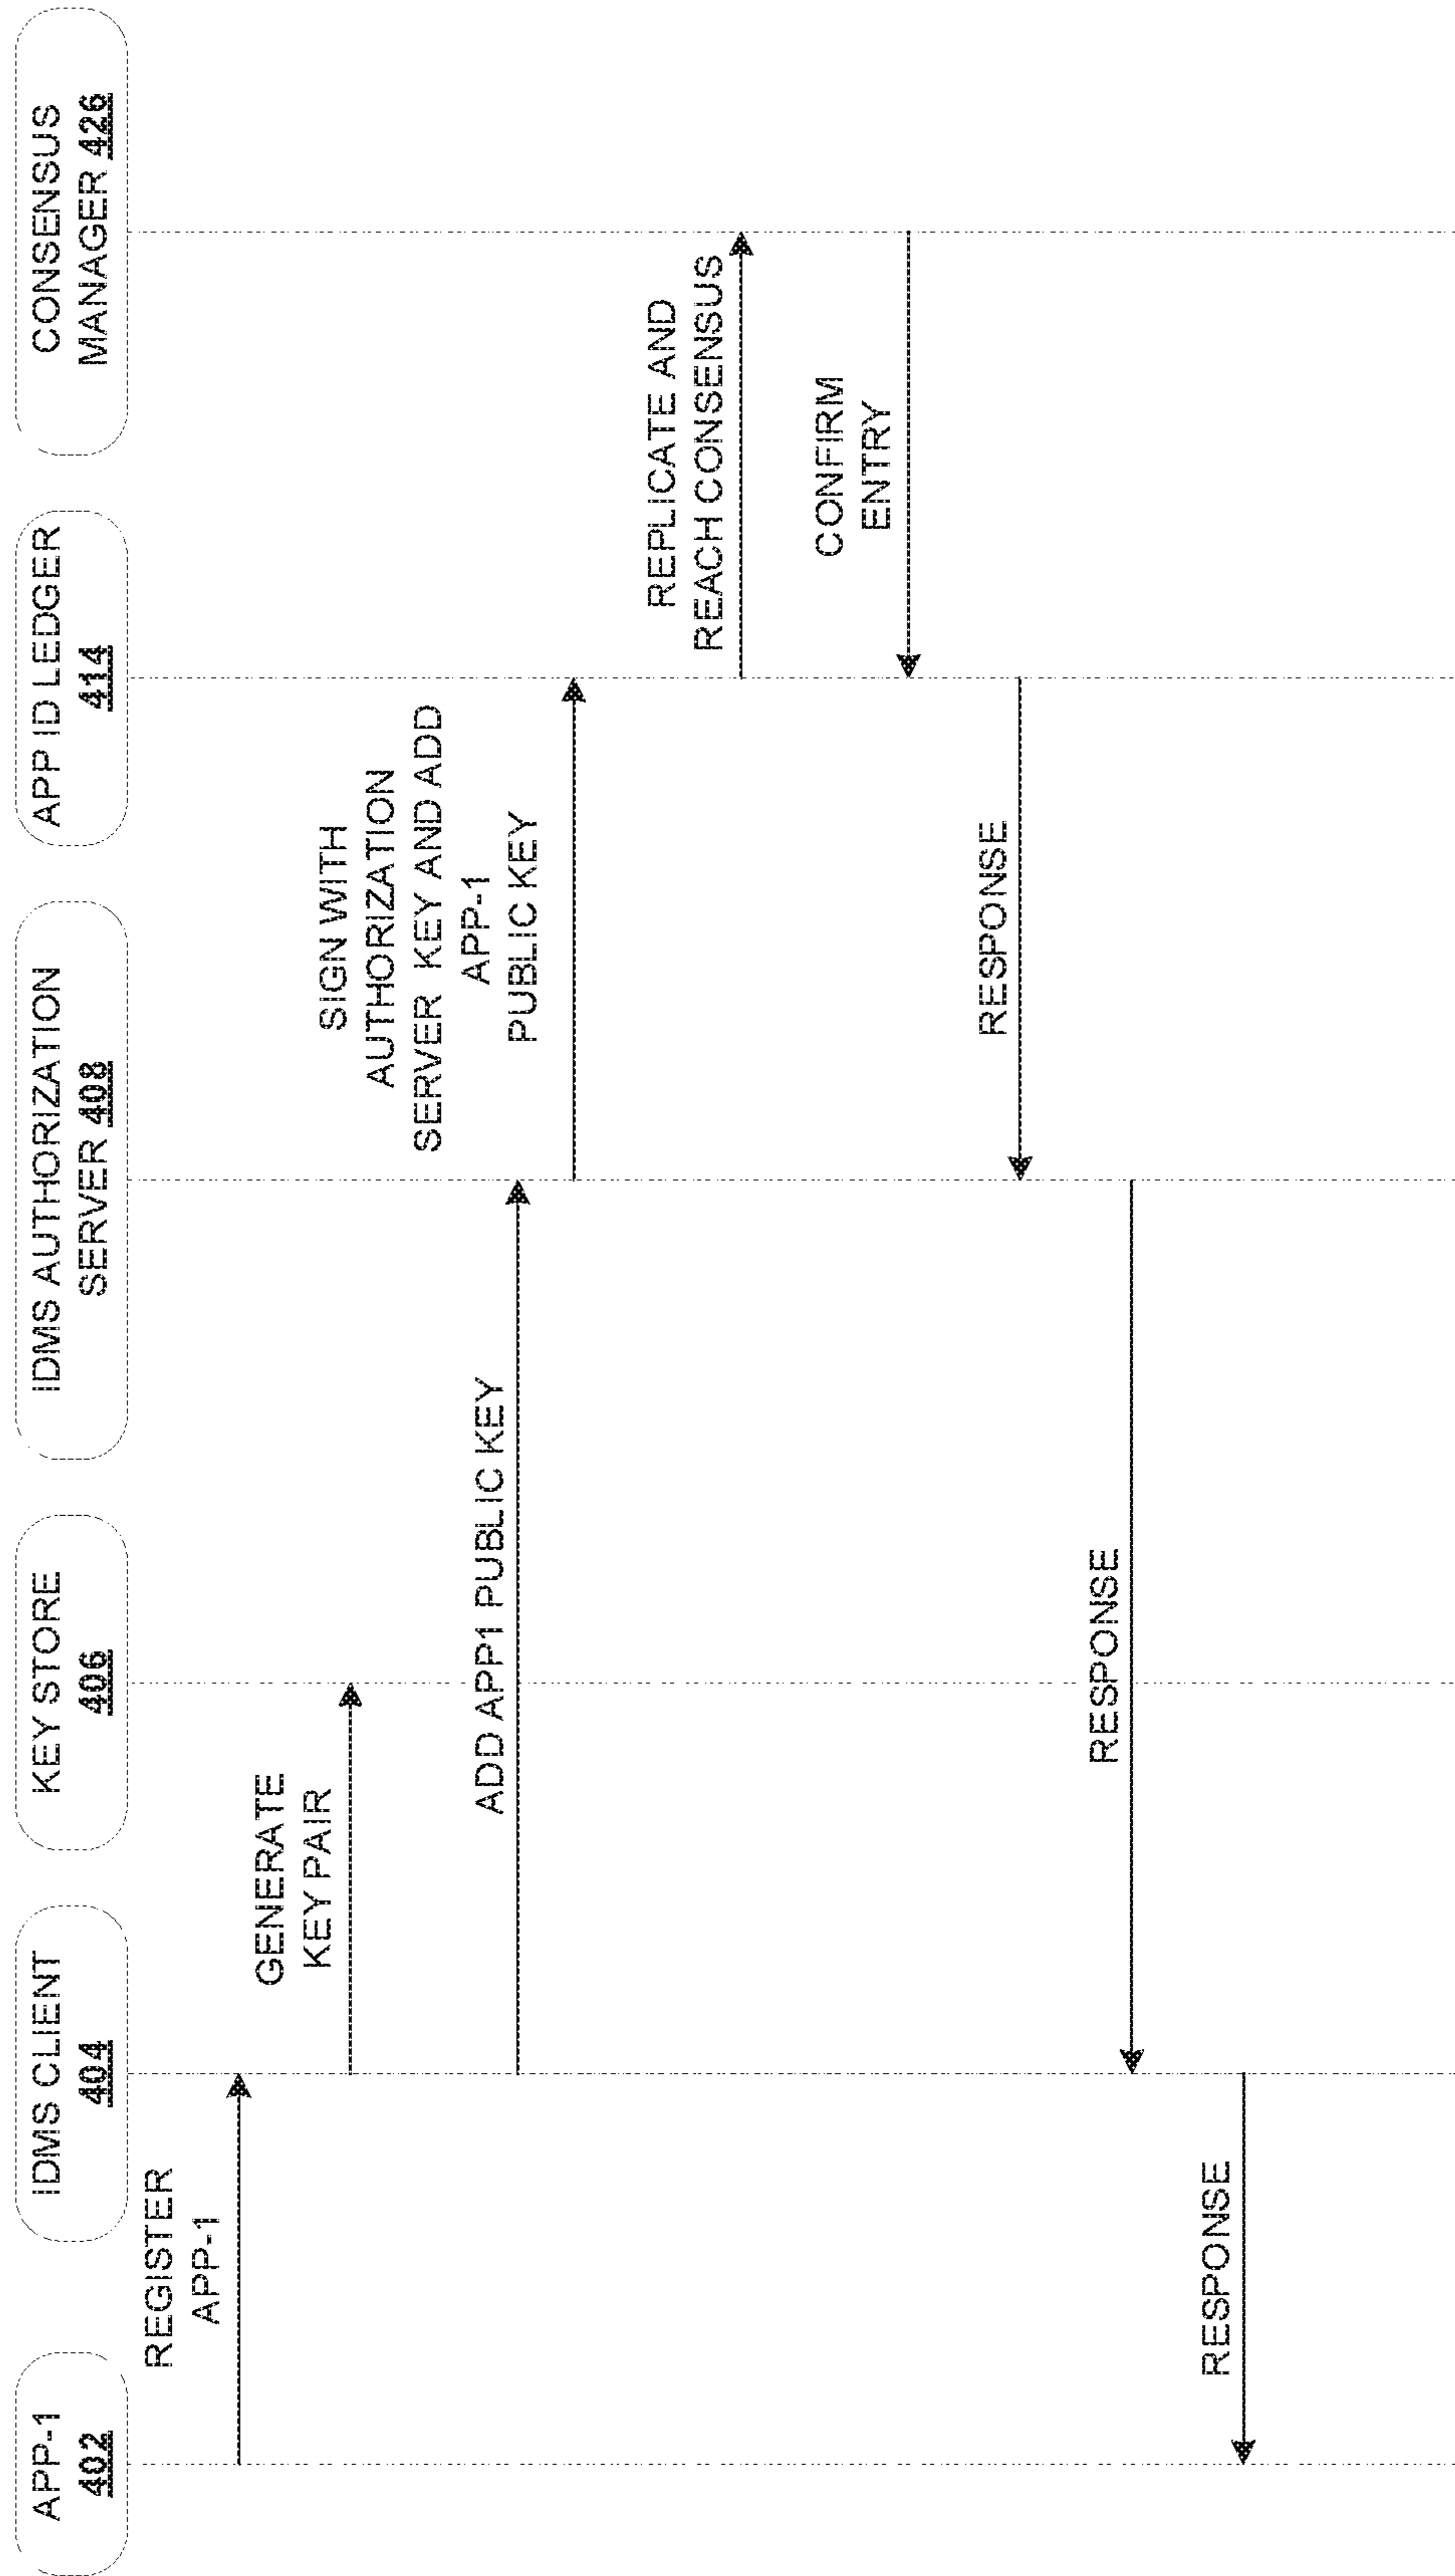 APP-1
402
IDMS CLIENT
404
KEY STORE
406
IDMS AUTHORIZATION
SERVER 408
APP ID LEDGER
414
CONSENSUS
MANAGER 426
REGISTER
APP-1
GENERATE
KEY PAIR
ADD APP1 PUBLIC KEY
SIGN WITH
AUTHORIZATION
SERVER KEY AND ADD
APP-1
PUBLIC KEY
REPLICATE AND
REACH CONSENSUS
CONFIRM
ENTRY
RESPONSE
RESPONSE
RESPONSE